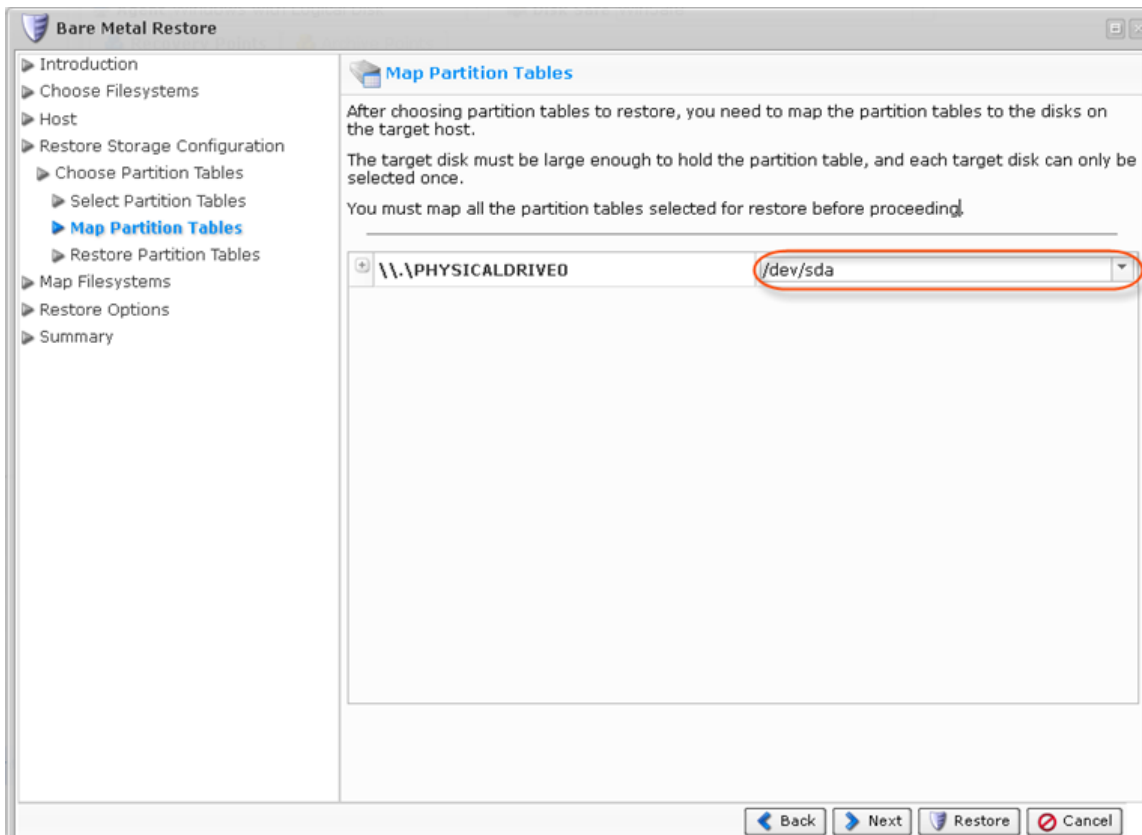 Bare Metal Restore
Introduction
Choose Filesystems
Host
Restore Storage Configuration
Choose Partition Tables
Select Partition Tables
Map Partition Tables
Restore Partition Tables
Map Filesystems
Restore Options
Summary
Map Partition Tables
After choosing partition tables to restore, you need to map the partition tables to the disks on
the target host.
The target disk must be large enough to hold the partition table, and each target disk can only be
selected once.
You must map all the partition tables selected for restore before proceeding.
\\.\PHYSICALDRIVE0
/dev/sda
Back Next Restore Cancel